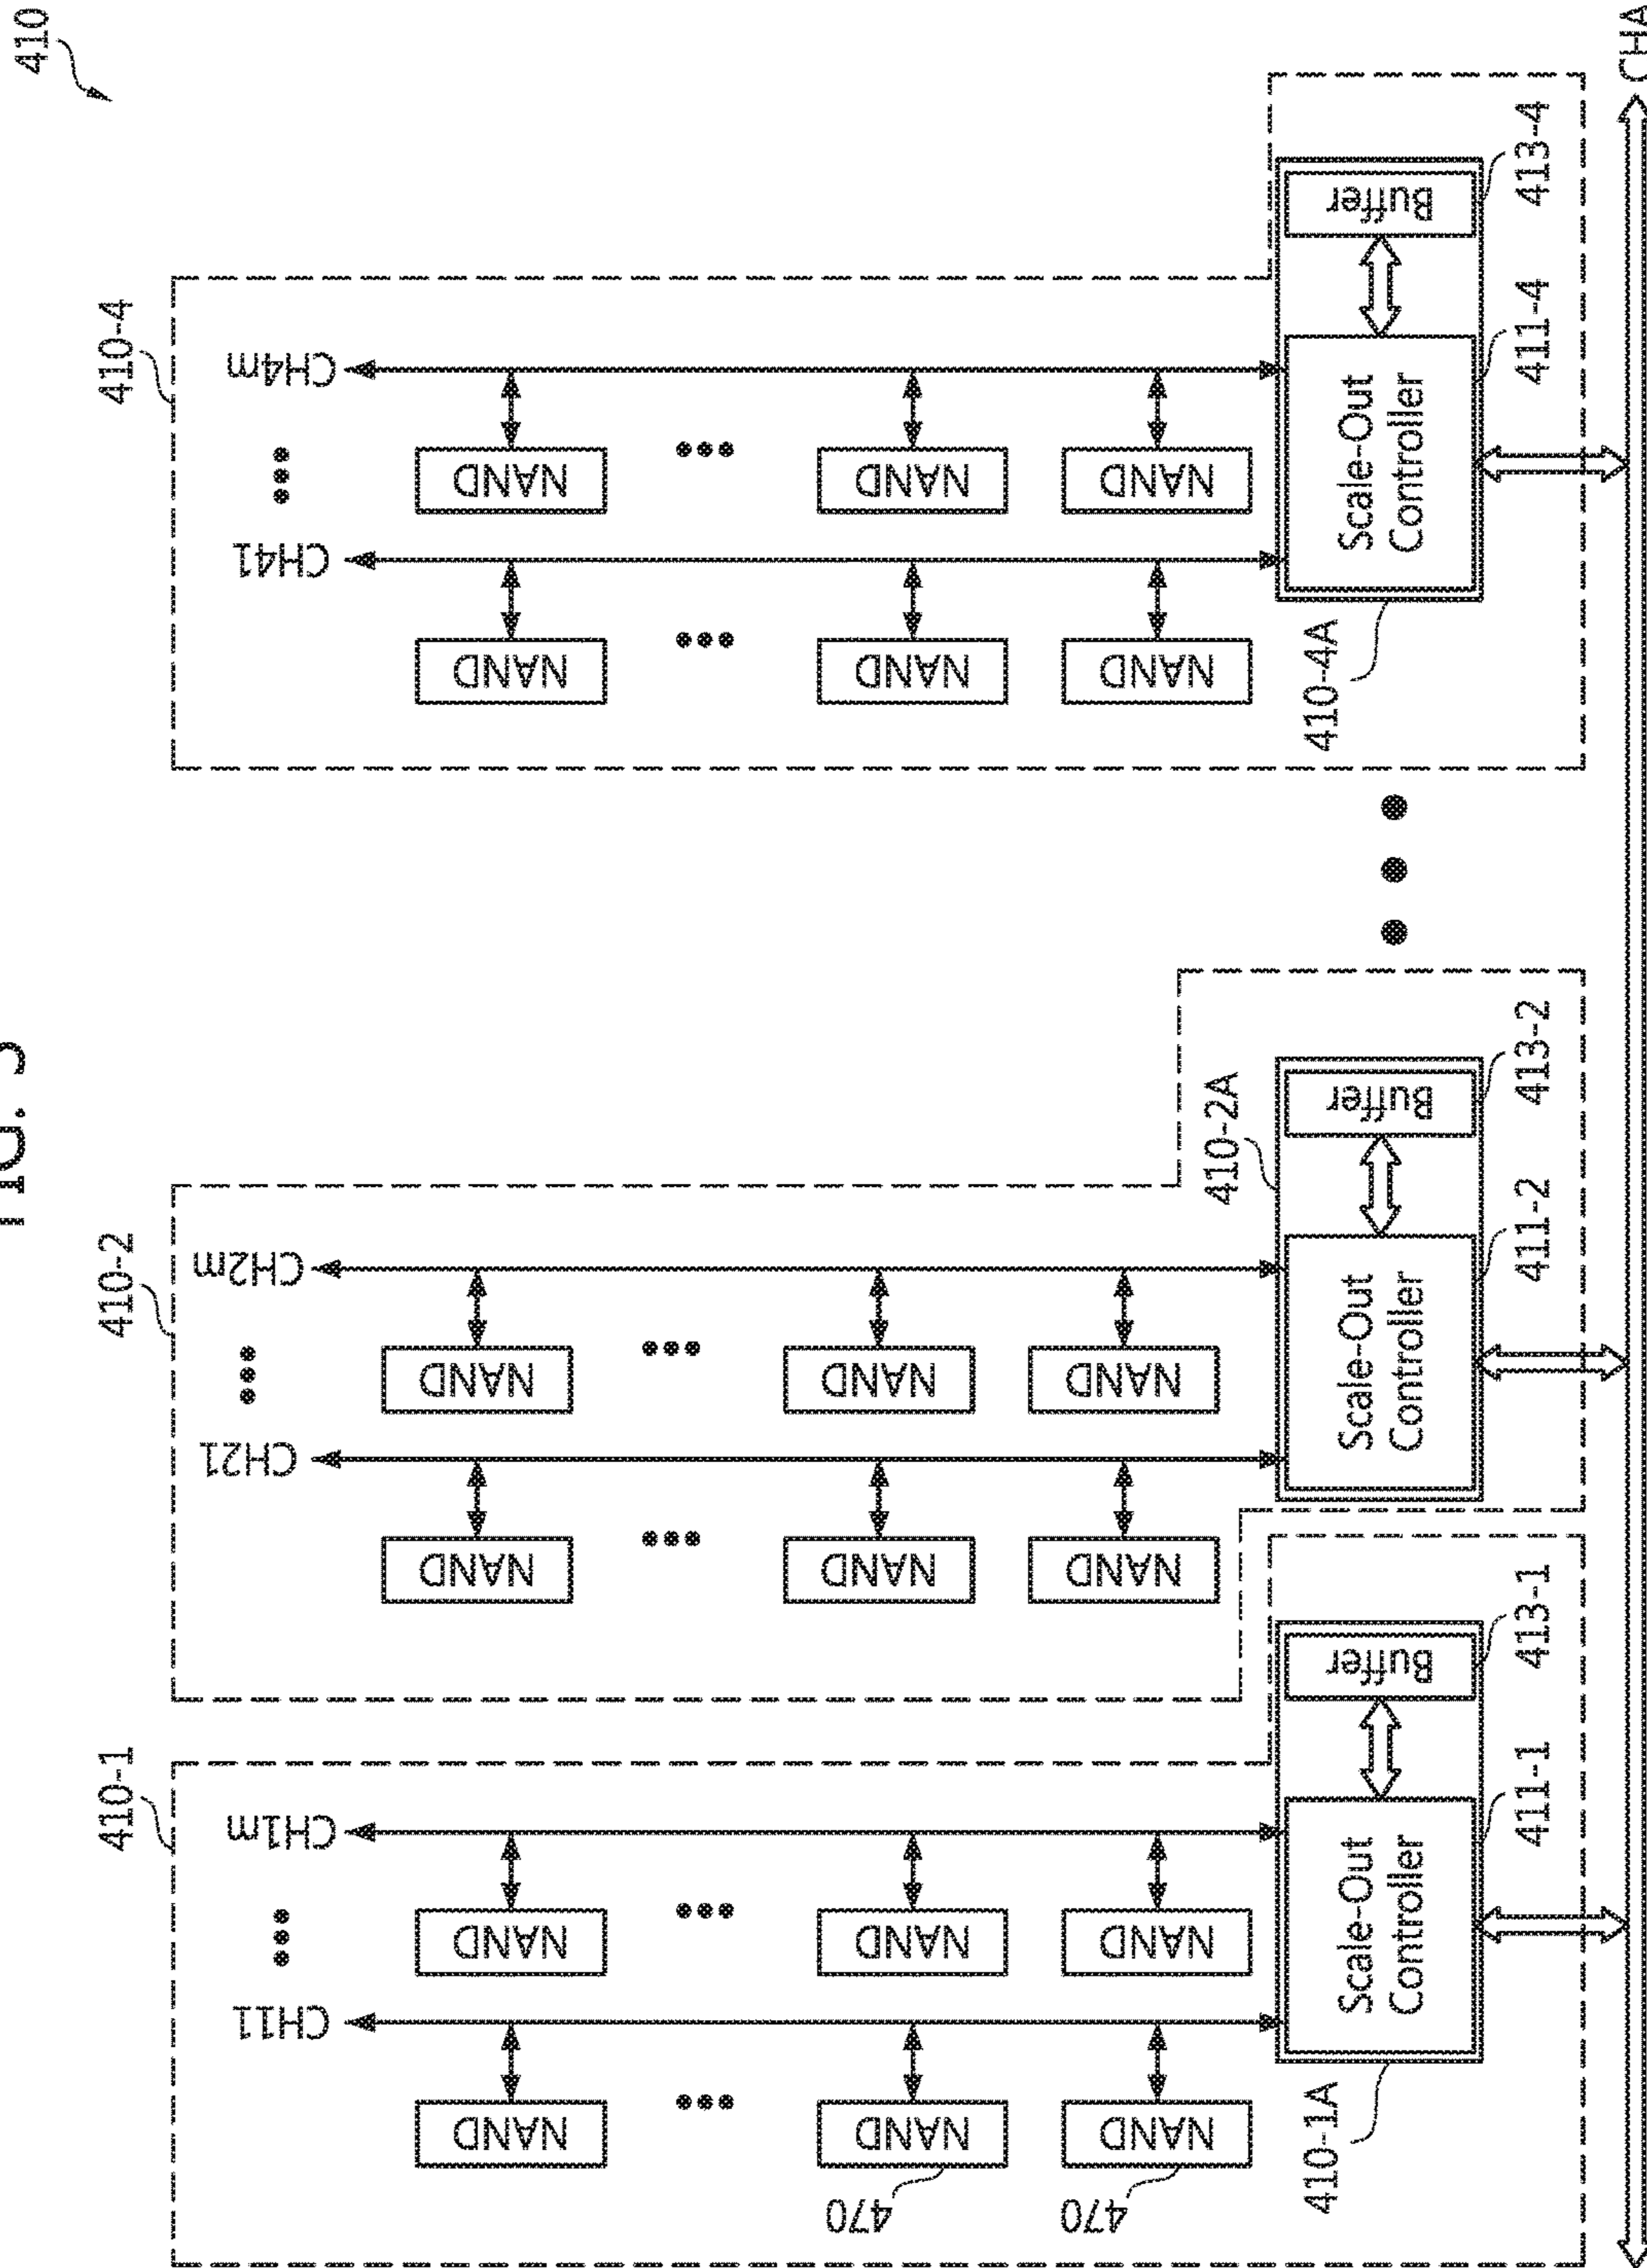 FIG.
410
410-1
410-2
410-4
CH11
•••
CH1m
CH21
•••
CH2m
CH41
•••
CH4m
NAND
NAND
NAND
NAND
NAND
NAND
•••
•••
•••
•••
•••
•••
470
NAND
NAND
NAND
NAND
NAND
NAND
470
NAND
NAND
NAND
NAND
NAND
NAND
410-1A
410-2A
410-4A
Scale-Out
Controller
Buffer
Scale-Out
Controller
Buffer
• • •
Scale-Out
Controller
Buffer
411-1
413-1
411-2
413-2
411-4
413-4
CHA